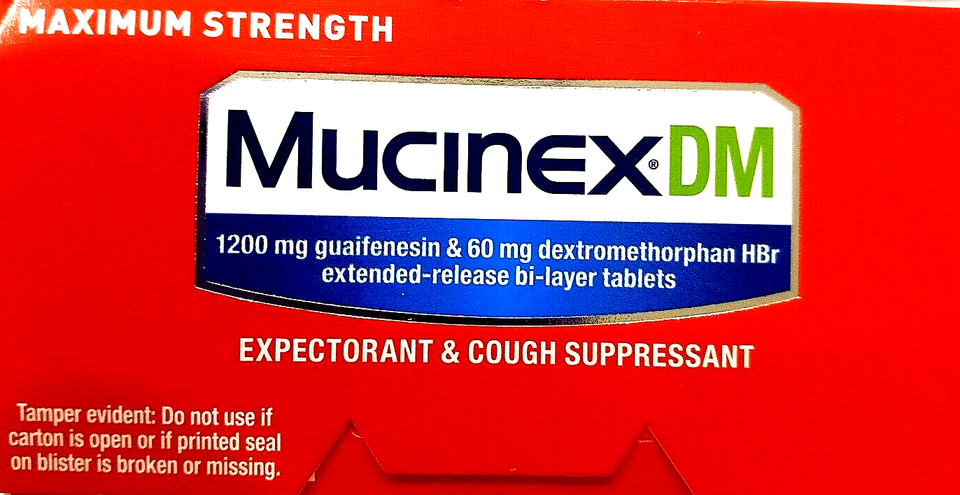 MAXIMUM STRENGTH
Mucinex® DM
1200 mg guaifenesin & 60 mg dextromethorphan HBr
extended-release bi-layer tablets
EXPECTORANT & COUGH SUPPRESSANT
Tamper evident: Do not use if
carton is open or if printed seal
on blister is broken or missing.